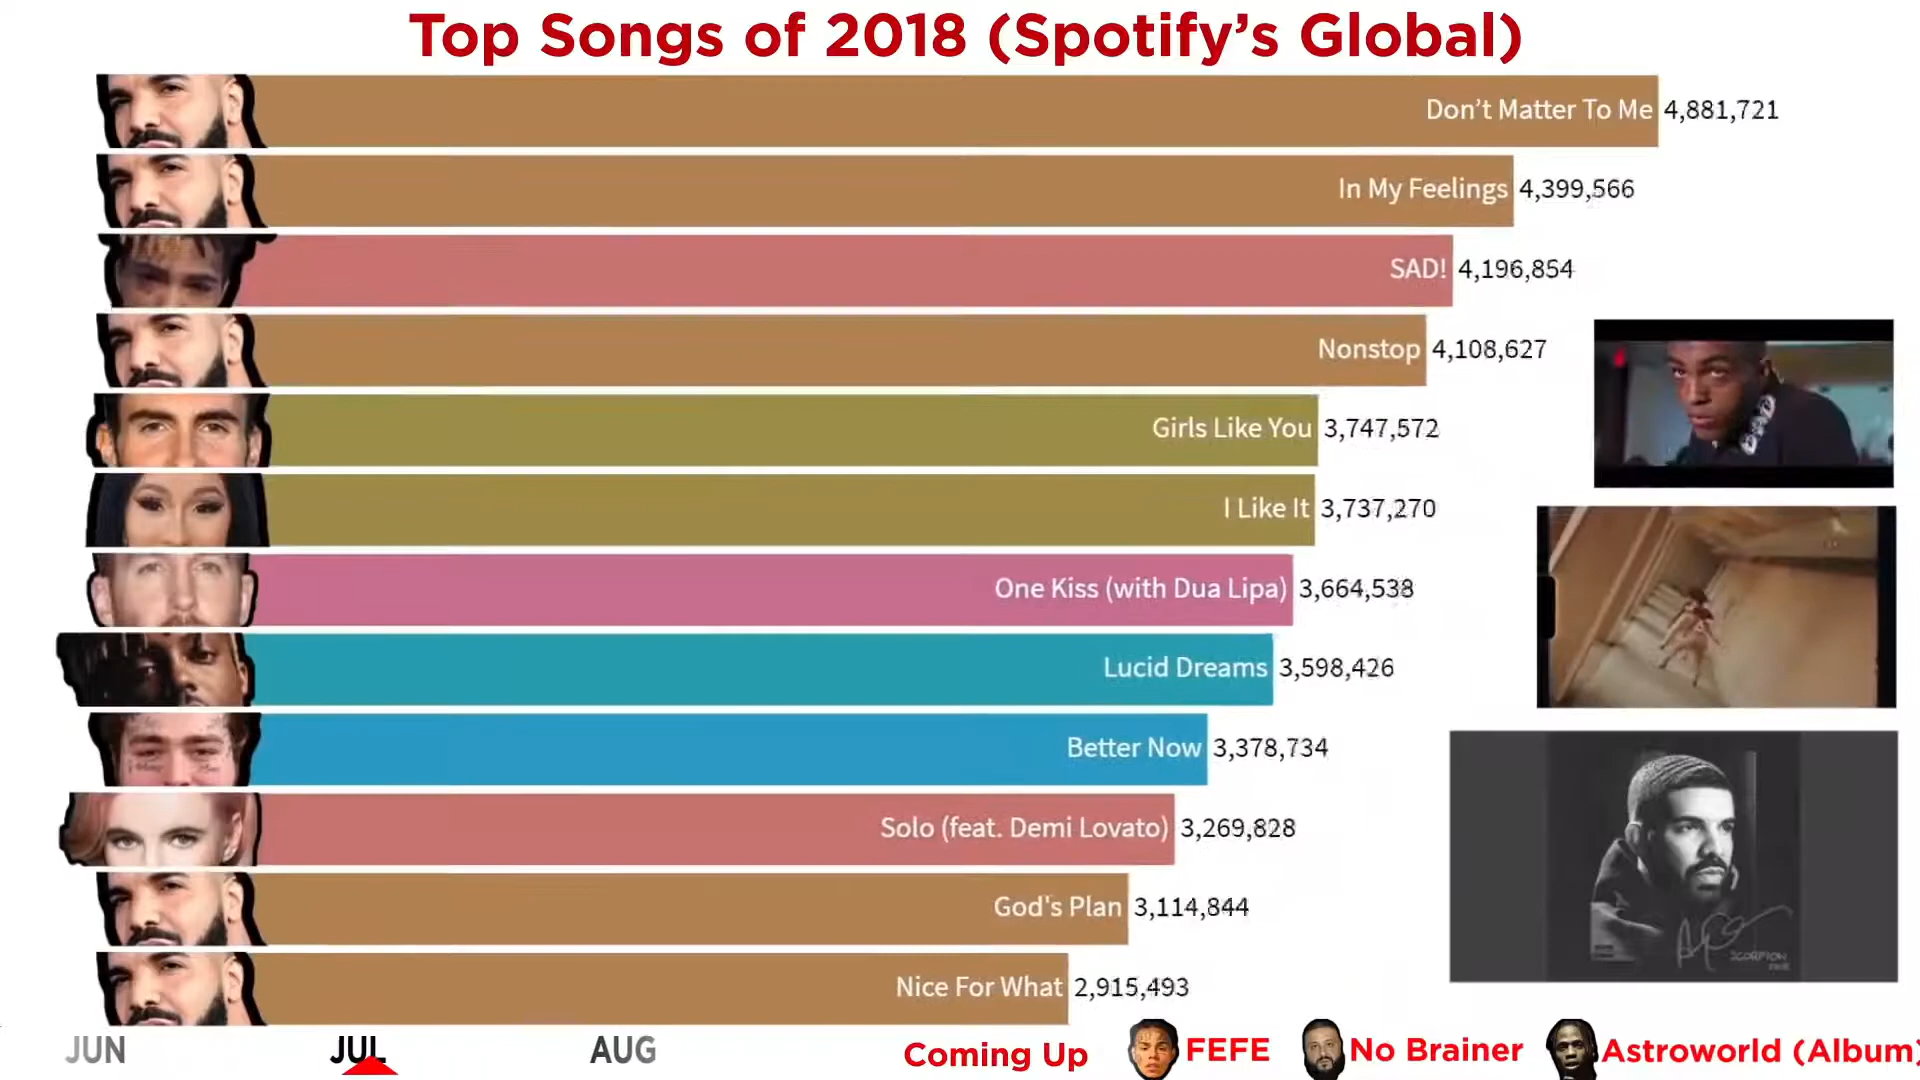 Top Songs of 2018 (Spotify’s Global)
Don’t Matter To Me 4,881,721
In My Feelings 4,399,566
SAD! 4,196,854
Nonstop 4,108,627
Girls Like You 3,747,572
I Like It 3,737,270
One Kiss (with Dua Lipa) 3,664,538
Lucid Dreams 3,598,426
Better Now 3,378,734
Solo (feat. Demi Lovato) 3,269,828
God's Plan 3,114,844
SCORPION
Nice For What 2,915,493
JUN JUL AUG
Coming Up FEFE No Brainer Astroworld (Album)